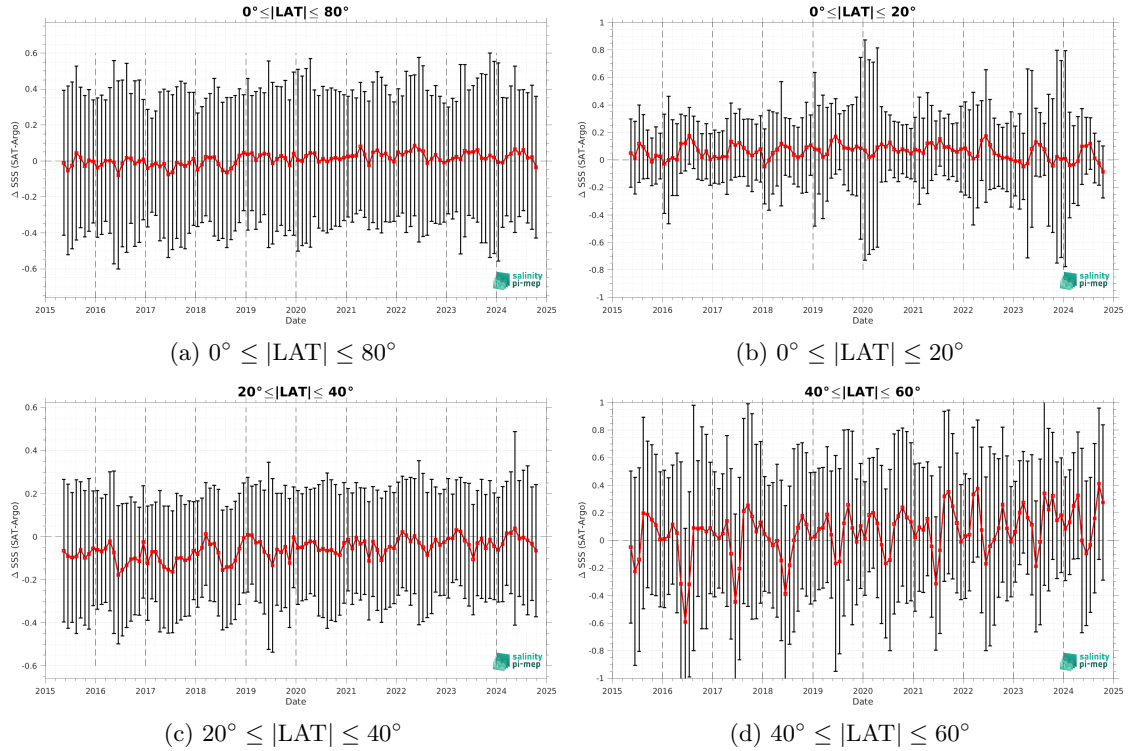 0°≤|LAT|≤ 80°
0.6
0.4
0.2
0
-0.2
-0.4
-0.6
Δ SSS (SAT-Argo)
salinity
pi-mep
2015 2016 2017 2018 2019 2020 2021 2022 2023 2024 2025
Date
(a) 0° ≤ |LAT| ≤ 80°
0°≤|LAT|≤ 20°
1
0.8
0.6
0.4
0.2
0
-0.2
-0.4
-0.6
-0.8
-1
Δ SSS (SAT-Argo)
salinity
pi-mep
2015 2016 2017 2018 2019 2020 2021 2022 2023 2024 2025
Date
(b) 0° ≤ |LAT| ≤ 20°
20°≤|LAT|≤ 40°
0.6
0.4
0.2
0
-0.2
-0.4
-0.6
Δ SSS (SAT-Argo)
salinity
pi-mep
2015 2016 2017 2018 2019 2020 2021 2022 2023 2024 2025
Date
(c) 20° ≤ |LAT| ≤ 40°
40°≤|LAT|≤ 60°
1
0.8
0.6
0.4
0.2
0
-0.2
-0.4
-0.6
-0.8
-1
Δ SSS (SAT-Argo)
salinity
pi-mep
2015 2016 2017 2018 2019 2020 2021 2022 2023 2024 2025
Date
(d) 40° ≤ |LAT| ≤ 60°